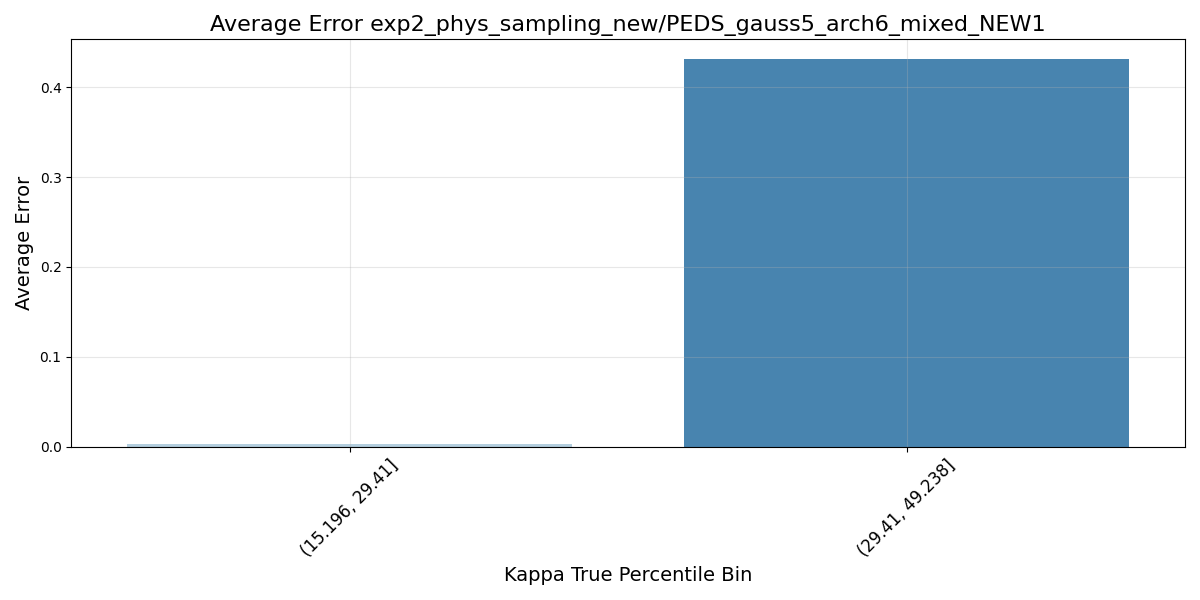 Average Error exp2_phys_sampling_new/PEDS_gauss5_arch6_mixed_NEW1
Average Error
0.4
0.3
0.2
0.1
0.0
(15.196, 29.41]
(29.41, 49.238]
Kappa True Percentile Bin